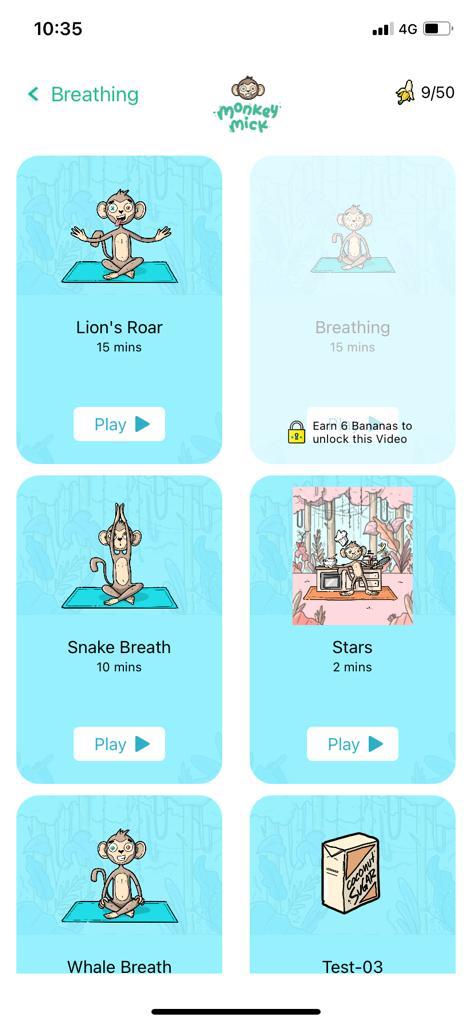 10:35
4G
Breathing
monkey
mick
9/50
Lion's Roar
15 mins
Play
Breathing
15 mins
Earn 6 Bananas to
unlock this Video
Snake Breath
10 mins
Play
Stars
2 mins
Play
Whale Breath
COCONUT
SUGAR
Test-03